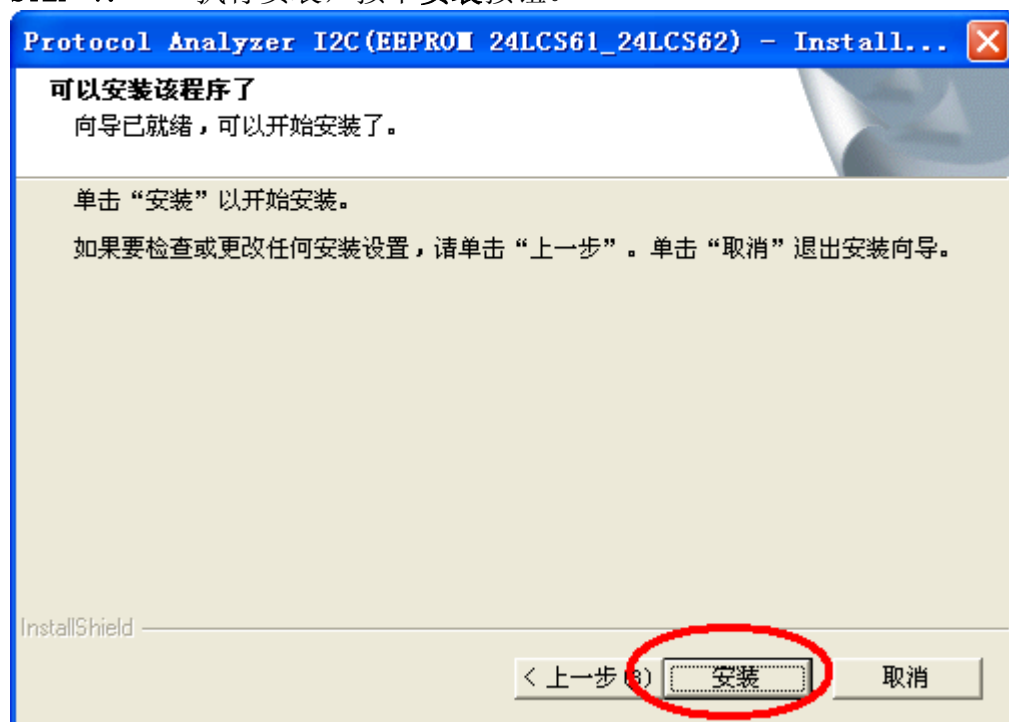 Protocol Analyzer I2C(EEPROM 24LCS61_24LCS62) - Install...
可以安装该程序了
向导已就绪，可以开始安装了。
单击“安装”以开始安装。
如果要检查或更改任何安装设置，请单击“上一步”。单击“取消”退出安装向导。
InstallShield
< 上一步(B) 安装 取消